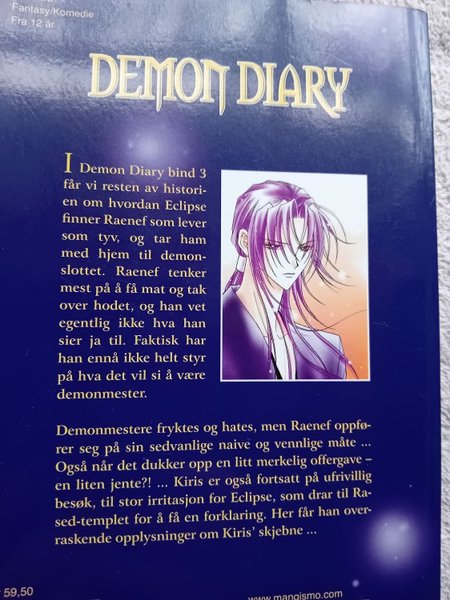 Fantasy/Komedie
Fra 12 år
DEMON DIARY
I Demon Diary bind 3
får vi resten av histori-
en om hvordan Eclipse
finner Raenef som lever
som tyv, og tar ham
med hjem til demon-
slottet. Raenef tenker
mest på å få mat og tak
over hodet, og han vet
egentlig ikke hva han
sier ja til. Faktisk har
han ennå ikke helt styr
på hva det vil si å være
demonmester.
Demonmestere fryktes og hates, men Raenef oppfø-
rer seg på sin sedvanlige naive og vennlige måte ...
Også når det dukker opp en litt merkelig offergave –
en liten jente?! ... Kiris er også fortsatt på ufrivillig
besøk, til stor irritasjon for Eclipse, som drar til Ra-
sed-templet for å få en forklaring. Her får han over-
raskende opplysninger om Kiris' skjebne ...
59,50
www.mangismo.com